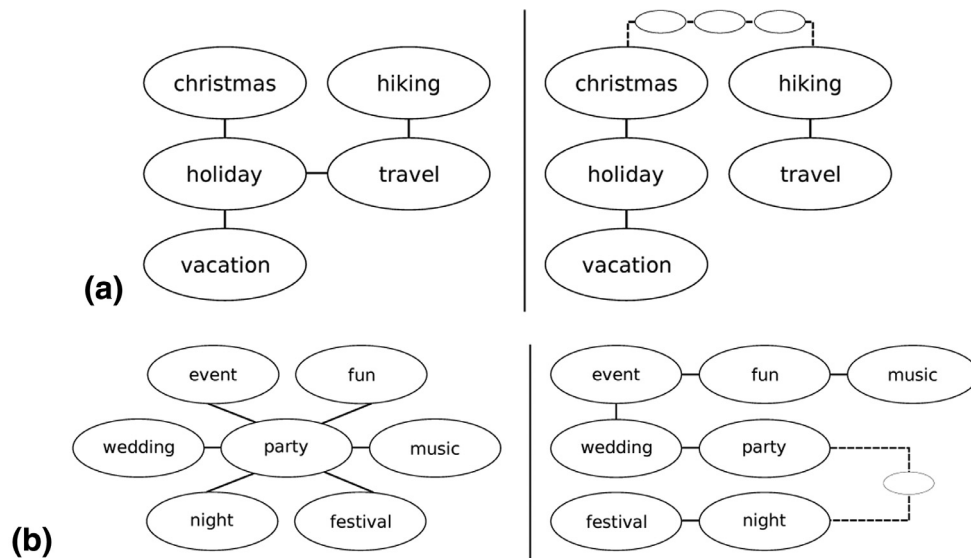 christmas hiking christmas hiking
holiday travel holiday travel
vacation vacation
(a)
event fun event fun music
wedding party music wedding party
night festival festival night
(b)